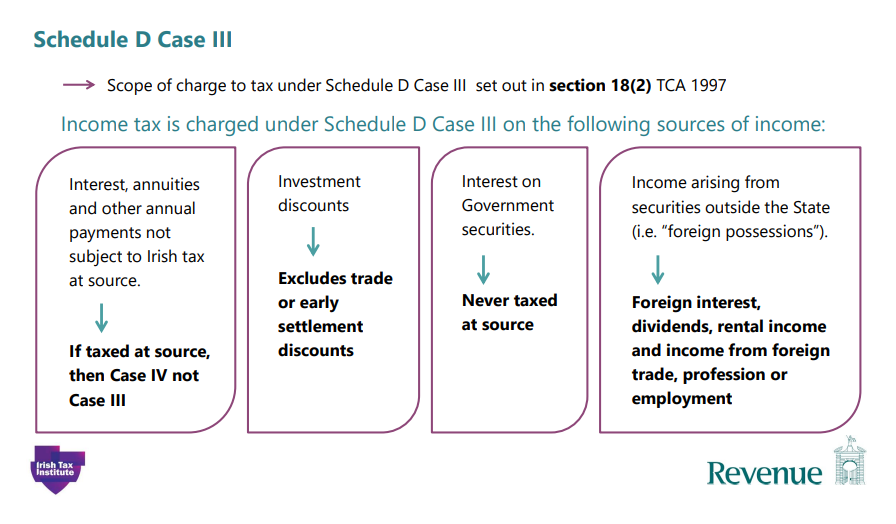 Schedule D Case III
Scope of charge to tax under Schedule D Case III set out in section 18(2) TCA 1997
Income tax is charged under Schedule D Case III on the following sources of income:
Interest, annuities
and other annual
payments not
subject to Irish tax
at source.
If taxed at source,
then Case IV not
Case III
Investment
discounts
Excludes trade
or early
settlement
discounts
Interest on
Government
securities.
Never taxed
at source
Income arising from
securities outside the State
(i.e. “foreign possessions”).
Foreign interest,
dividends, rental income
and income from foreign
trade, profession or
employment
Irish Tax
Institute
Revenue